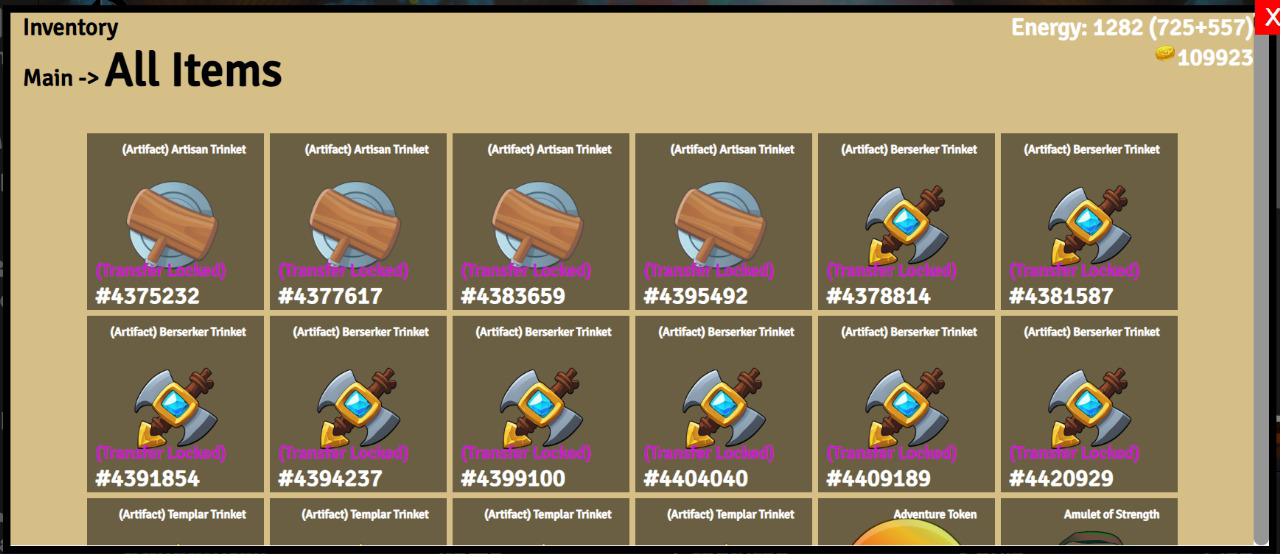 Inventory
Energy: 1282 (725+557)
X
Main -> All Items
109923
(Artifact) Artisan Trinket
(Transfer Locked)
#4375232
(Artifact) Artisan Trinket
(Transfer Locked)
#4377617
(Artifact) Artisan Trinket
(Transfer Locked)
#4383659
(Artifact) Artisan Trinket
(Transfer Locked)
#4395492
(Artifact) Berserker Trinket
(Transfer Locked)
#4378814
(Artifact) Berserker Trinket
(Transfer Locked)
#4381587
(Artifact) Berserker Trinket
(Transfer Locked)
#4391854
(Artifact) Berserker Trinket
(Transfer Locked)
#4394237
(Artifact) Berserker Trinket
(Transfer Locked)
#4399100
(Artifact) Berserker Trinket
(Transfer Locked)
#4404040
(Artifact) Berserker Trinket
(Transfer Locked)
#4409189
(Artifact) Berserker Trinket
(Transfer Locked)
#4420929
(Artifact) Templar Trinket
(Artifact) Templar Trinket
(Artifact) Templar Trinket
(Artifact) Templar Trinket
Adventure Token
Amulet of Strength